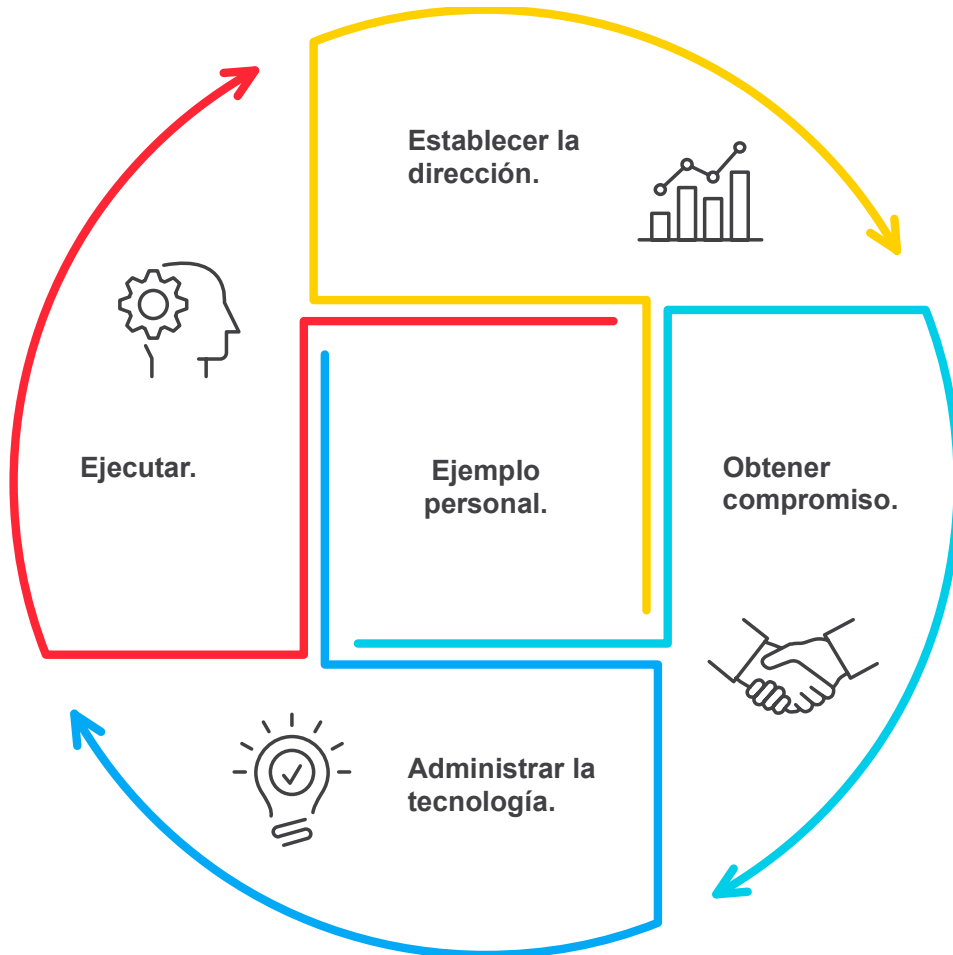 Establecer la
dirección.
Ejecutar.
Ejemplo
personal.
Obtener
compromiso.
Administrar la
tecnología.